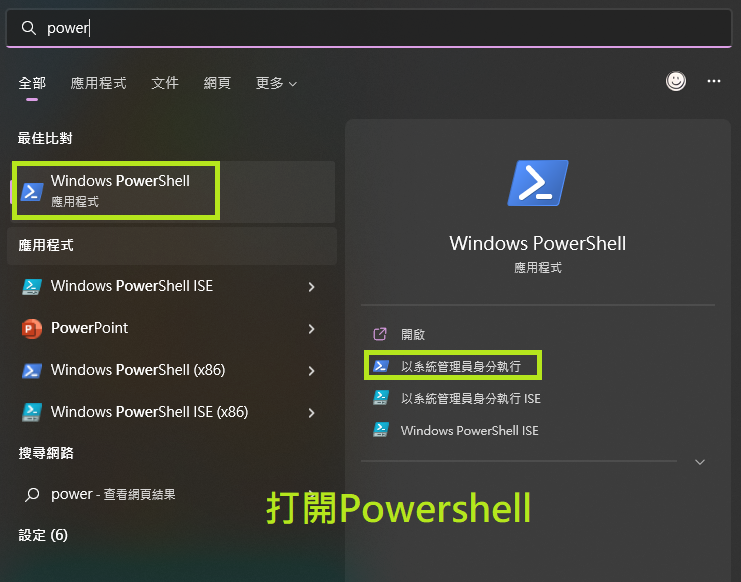 power
全部 應用程式 文件 網頁 更多
最佳比對
Windows PowerShell
應用程式
應用程式
Windows PowerShell ISE
PowerPoint
Windows PowerShell (x86)
Windows PowerShell ISE (x86)
搜尋網路
power - 查看網頁結果
設定 (6)
Windows PowerShell
應用程式
開啟
以系統管理員身分執行
以系統管理員身分執行 ISE
Windows PowerShell ISE
打開Powershell